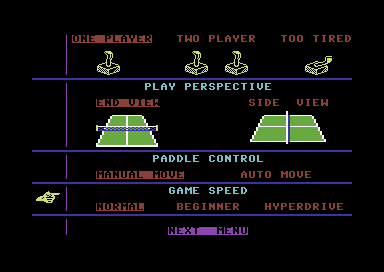 ONE PLAYER TWO PLAYER TOO TIRED
PLAY PERSPECTIVE
END VIEW SIDE VIEW
PADDLE CONTROL
MANUAL MOVE AUTO MOVE
GAME SPEED
NORMAL BEGINNER HYPERDRIVE
NEXT MENU